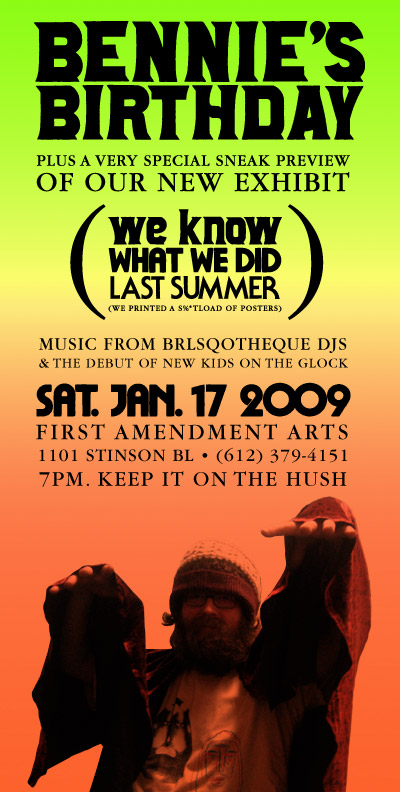 BENNIE'S
BIRTHDAY
PLUS A VERY SPECIAL SNEAK PREVIEW
OF OUR NEW EXHIBIT
(we know
WHAT WE DID
LAST SUMMER
(WE PRINTED A S%*TLOAD OF POSTERS))
MUSIC FROM BRLSQOTHEQUE DJS
& THE DEBUT OF NEW KIDS ON THE GLOCK
SAT. JAN. 17 2009
FIRST AMENDMENT ARTS
1101 STINSON BL • (612) 379-4151
7PM. KEEP IT ON THE HUSH